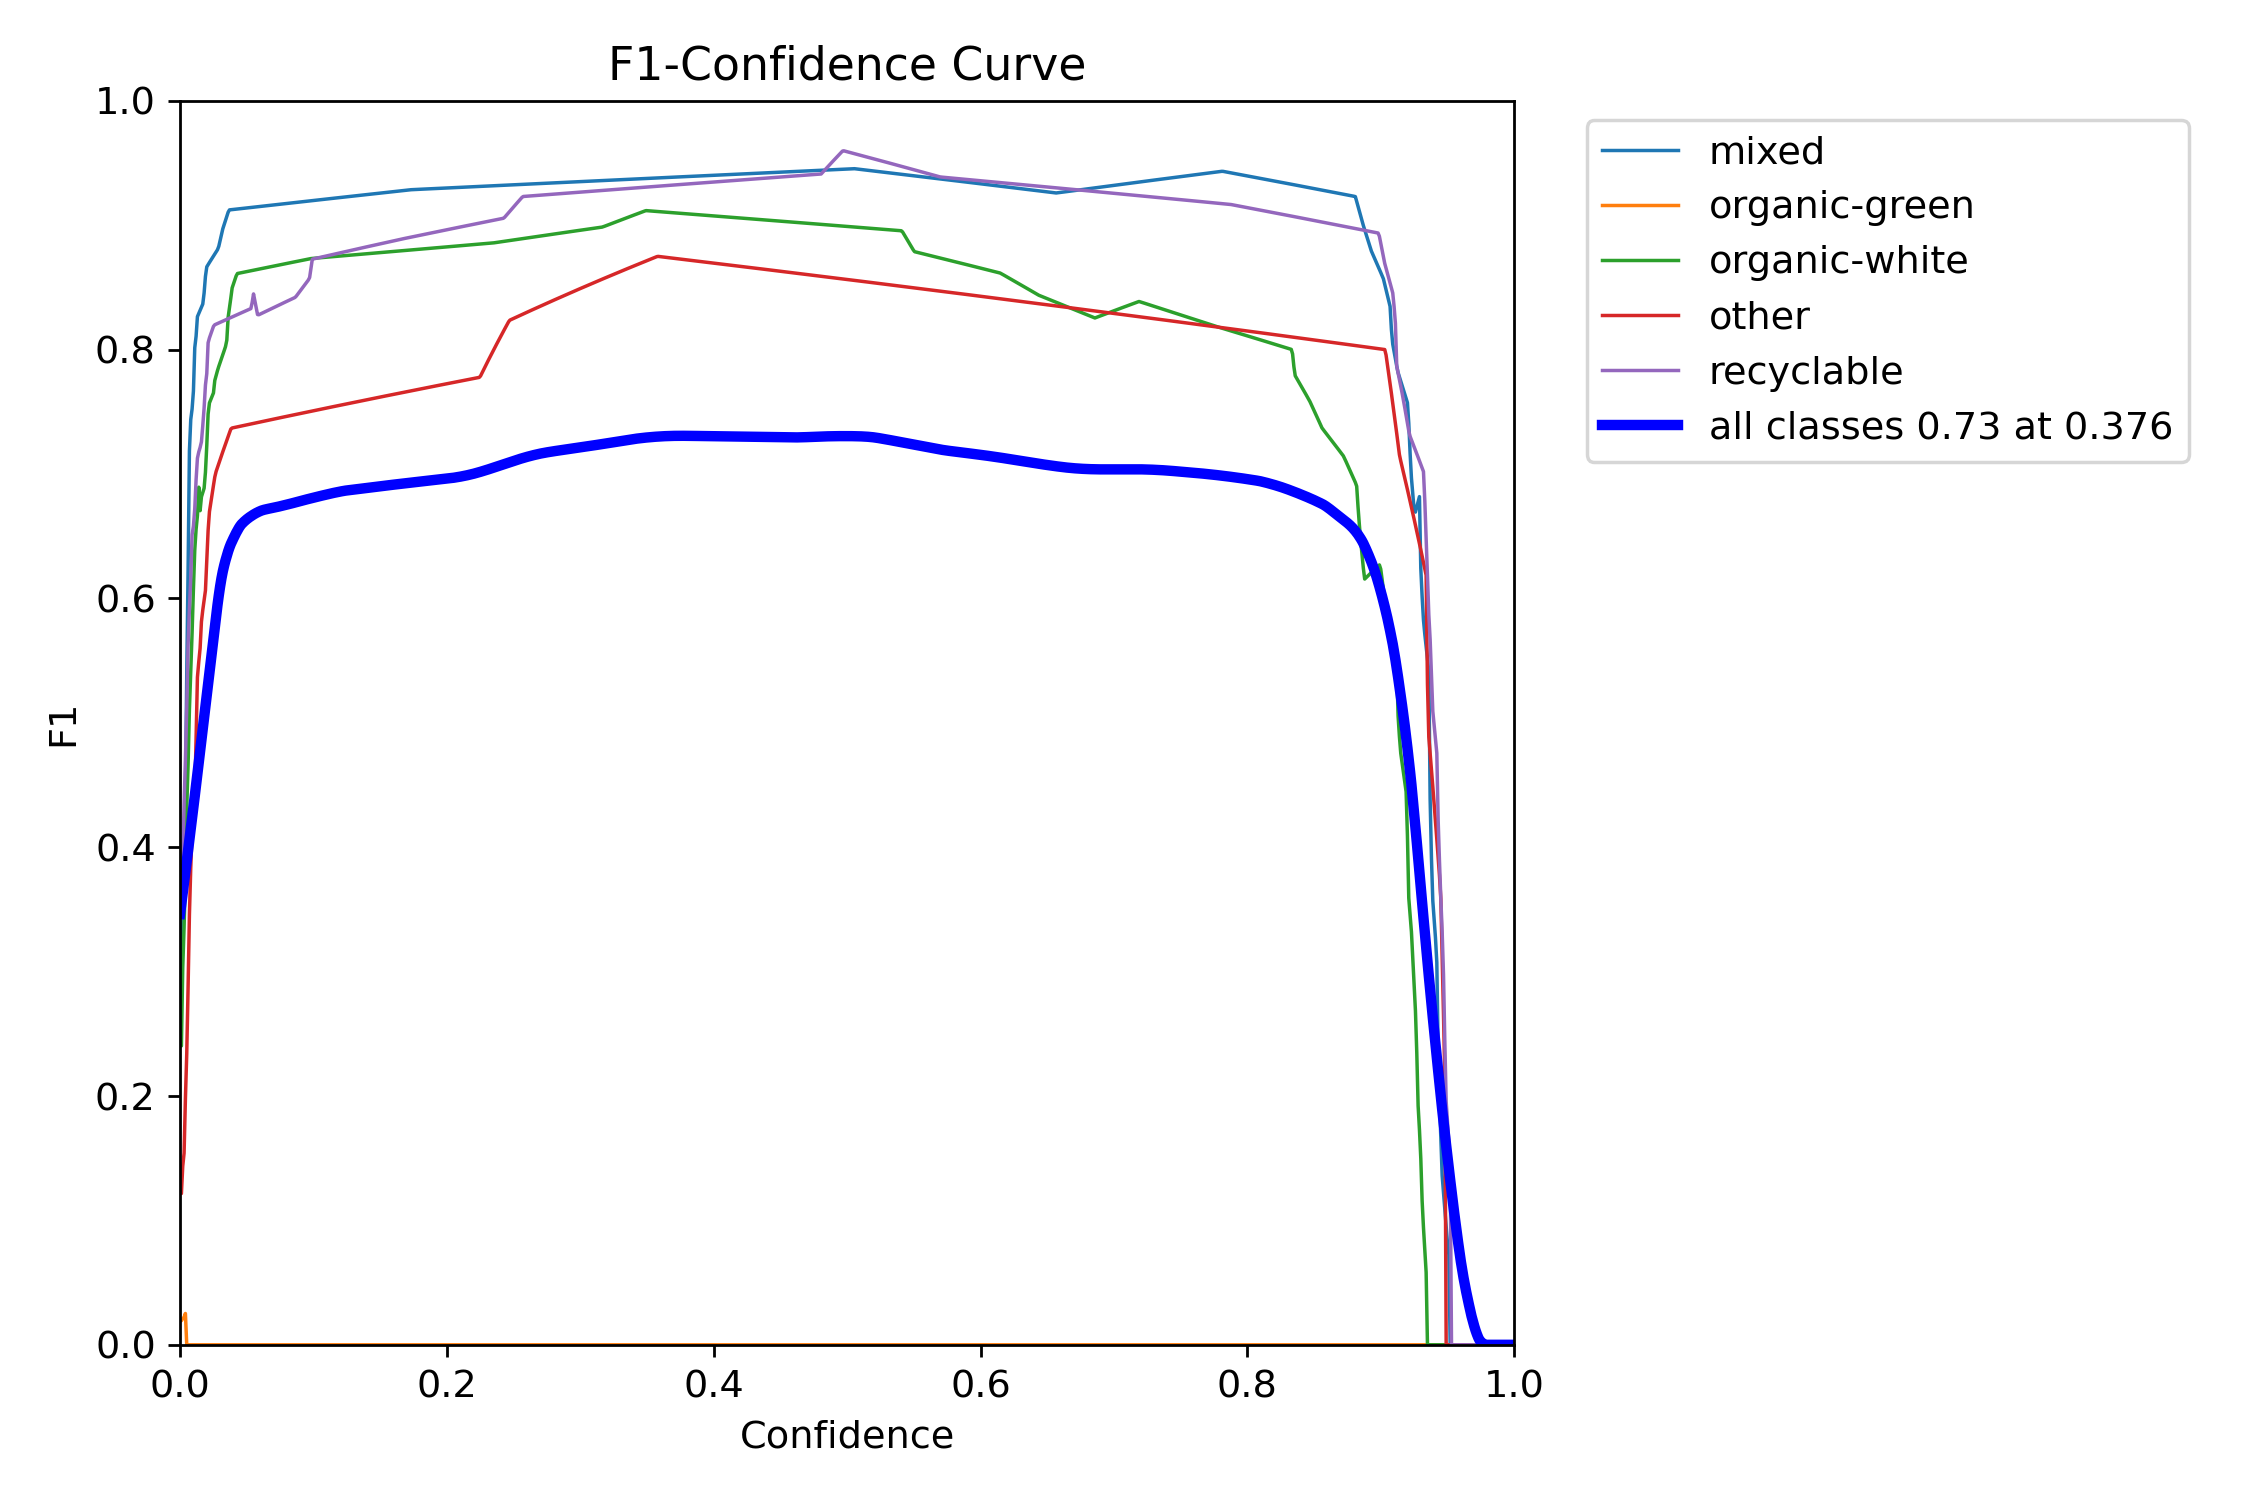 F1-Confidence Curve
1.0
0.8
0.6
0.4
0.2
0.0
F1
0.0 0.2 0.4 0.6 0.8 1.0
Confidence
mixed
organic-green
organic-white
other
recyclable
all classes 0.73 at 0.376